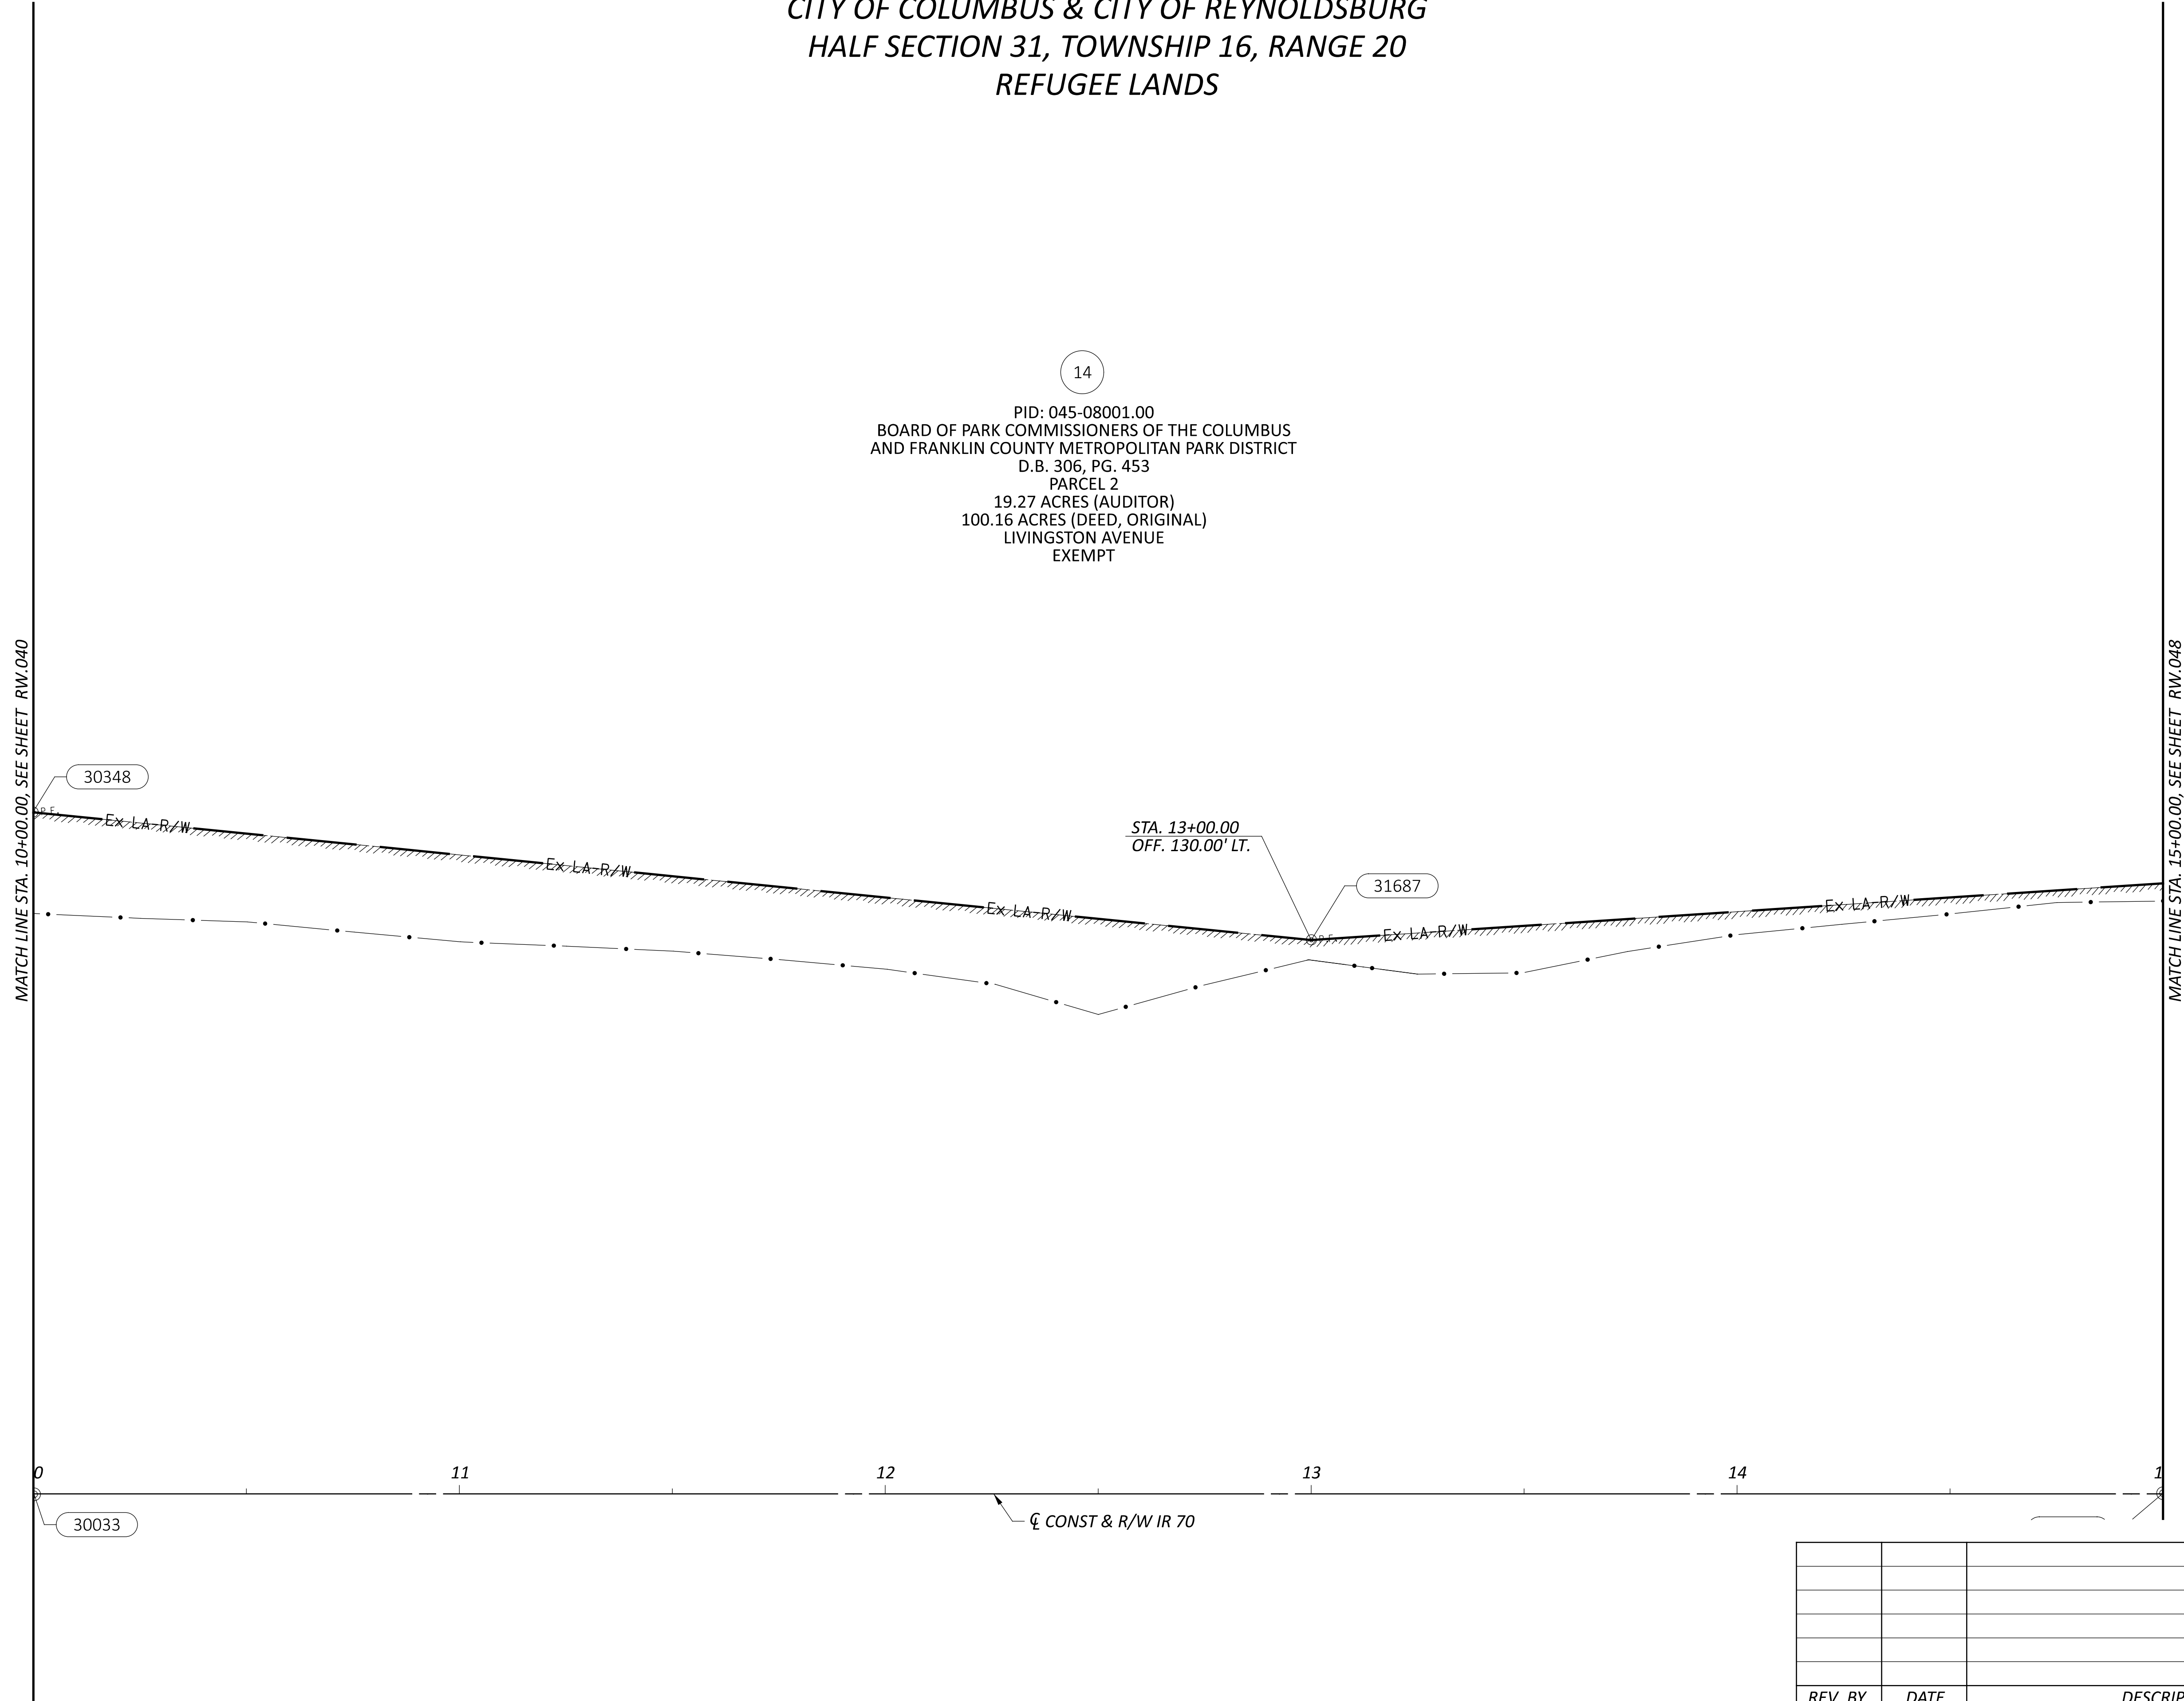 CITY OF COLUMBUS & CITY OF REYNOLDSBURG
HALF SECTION 31, TOWNSHIP 16, RANGE 20
REFUGEE LANDS
14
PID: 045-08001.00
BOARD OF PARK COMMISSIONERS OF THE COLUMBUS
AND FRANKLIN COUNTY METROPOLITAN PARK DISTRICT
D.B. 306, PG. 453
PARCEL 2
19.27 ACRES (AUDITOR)
100.16 ACRES (DEED, ORIGINAL)
LIVINGSTON AVENUE
EXEMPT
MATCH LINE STA. 10+00.00, SEE SHEET RW.040
MATCH LINE STA. 15+00.00, SEE SHEET RW.048
30348
P.F.
Ex LA-R/W
Ex LA-R/W
Ex LA-R/W
STA. 13+00.00
OFF. 130.00' LT.
31687
P.F.
Ex LA-R/W
Ex LA-R/W
0
11
12
13
14
1
30033
℄ CONST & R/W IR 70
REV. BY
DATE
DESCRIP